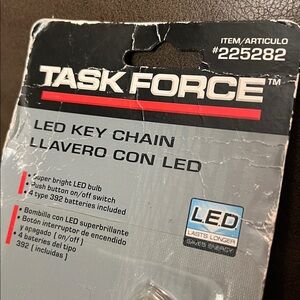 ITEM/ARTICULO
#225282
TASK FORCE™
LED KEY CHAIN
LLAVERO CON LED
• Super bright LED bulb
• Push button on/off switch
• 4 type 392 batteries included
• Bombilla con LED superbrillante
• Botón interruptor de encendido
y apagado (on/off)
• 4 baterías del tipo
392 (incluidas)
LED
LASTS LONGER
SAVES ENERGY